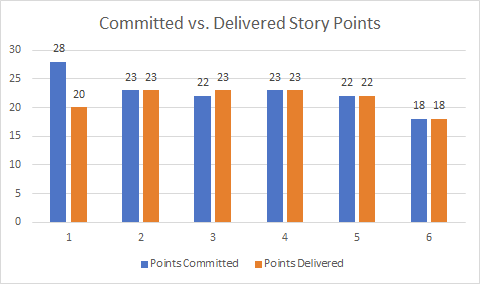 Committed vs. Delivered Story Points
30
25
20
15
10
5
0
28 20 23 23 22 23 23 23 22 22 18 18
1 2 3 4 5 6
Points Committed Points Delivered